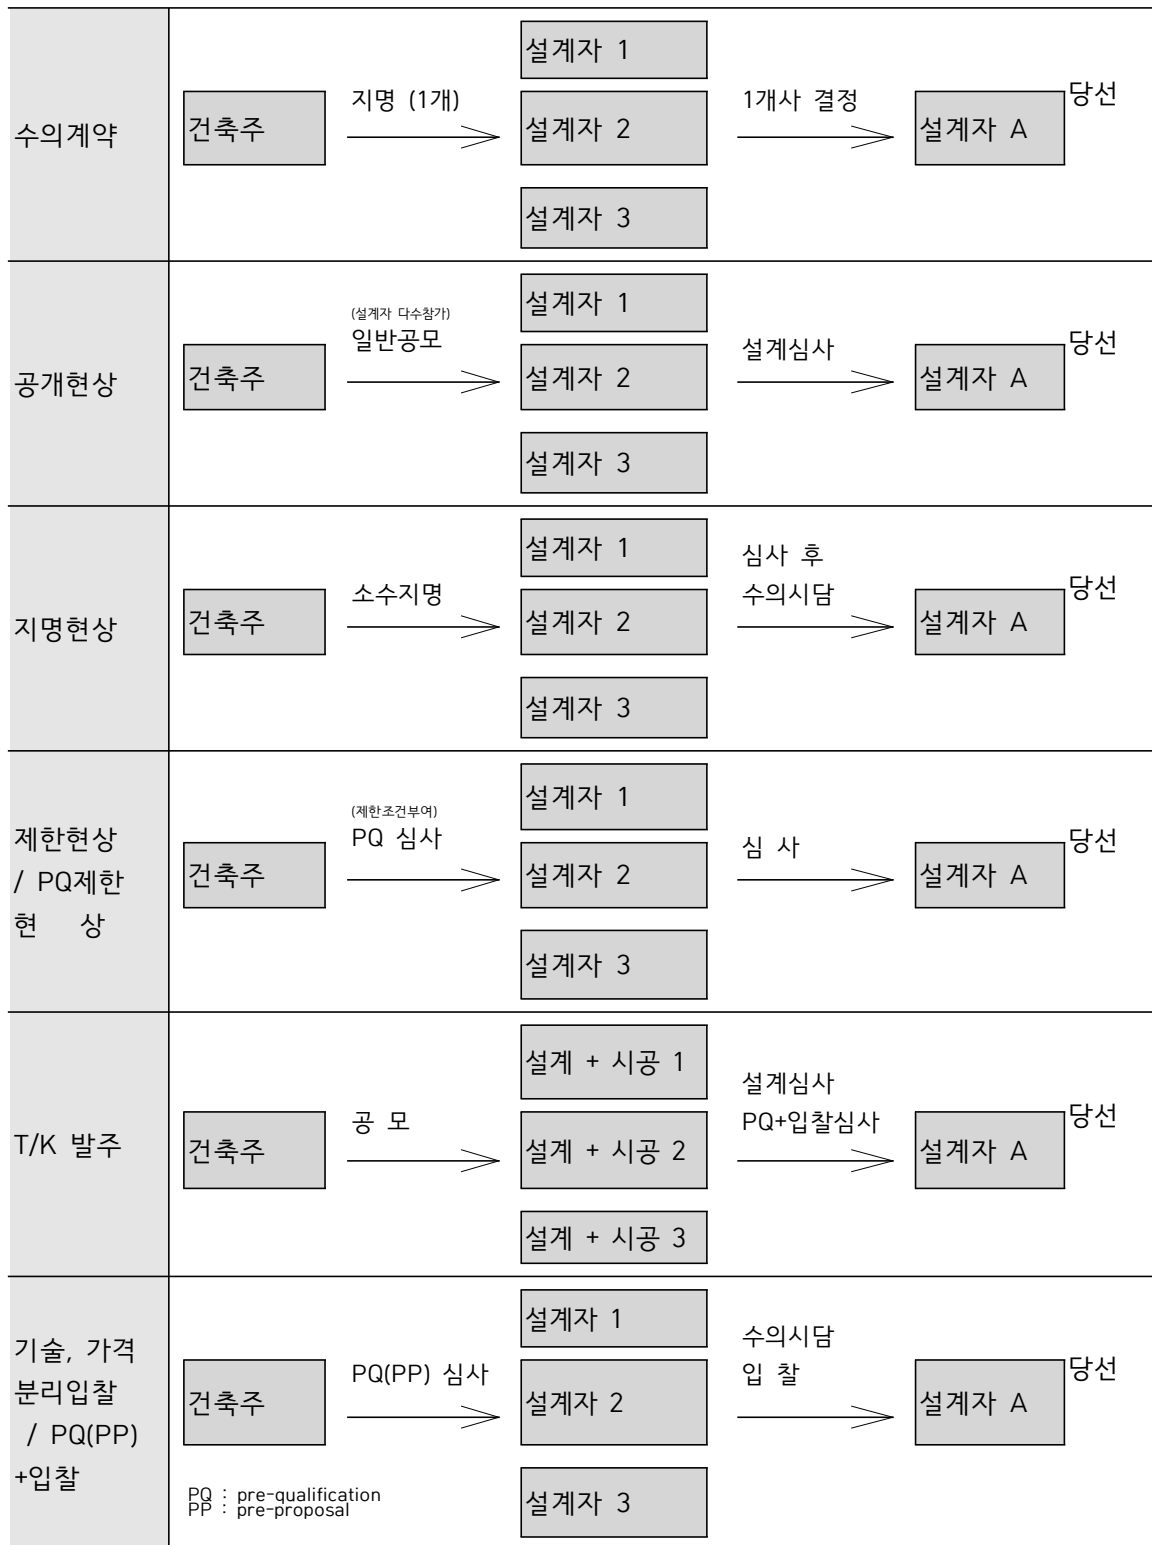 수의계약
건축주
지명 (1개)
설계자 1
설계자 2
설계자 3
1개사 결정
설계자 A
당선
공개현상
건축주
(설계자 다수참가)
일반공모
설계자 1
설계자 2
설계자 3
설계심사
설계자 A
당선
지명현상
건축주
소수지명
설계자 1
설계자 2
설계자 3
심사 후
수의시담
설계자 A
당선
제한현상
/ PQ제한
현 상
건축주
(제한조건부여)
PQ 심사
설계자 1
설계자 2
설계자 3
심 사
설계자 A
당선
T/K 발주
건축주
공 모
설계 + 시공 1
설계 + 시공 2
설계 + 시공 3
설계심사
PQ+입찰심사
설계자 A
당선
기술, 가격
분리입찰
/ PQ(PP)
+입찰
건축주
PQ(PP) 심사
설계자 1
설계자 2
설계자 3
수의시담
입 찰
설계자 A
당선
PQ : pre-qualification
PP : pre-proposal